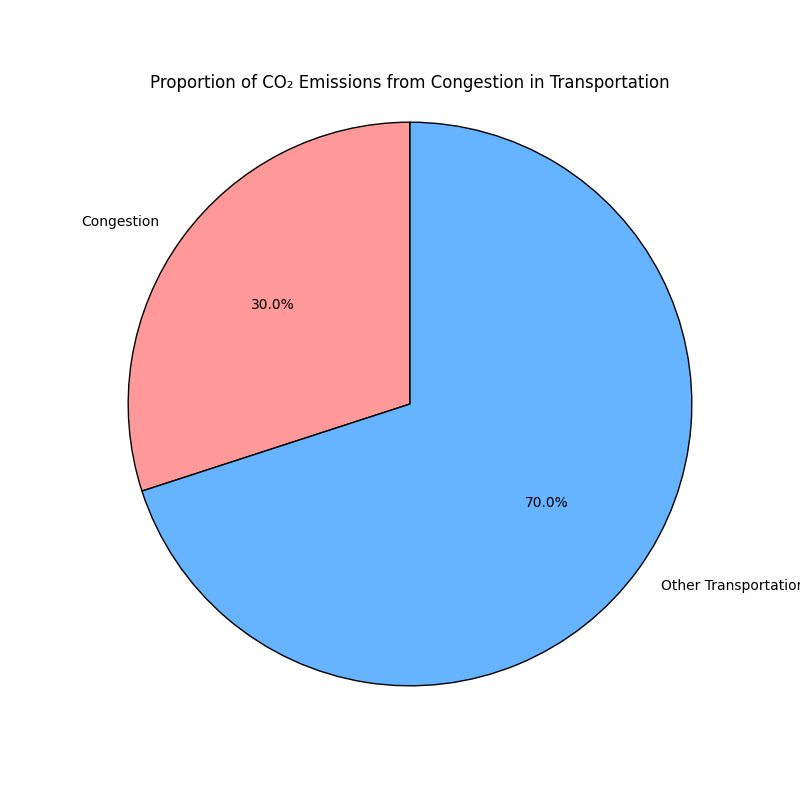 Proportion of CO₂ Emissions from Congestion in Transportation
Congestion
30.0%
70.0%
Other Transportation